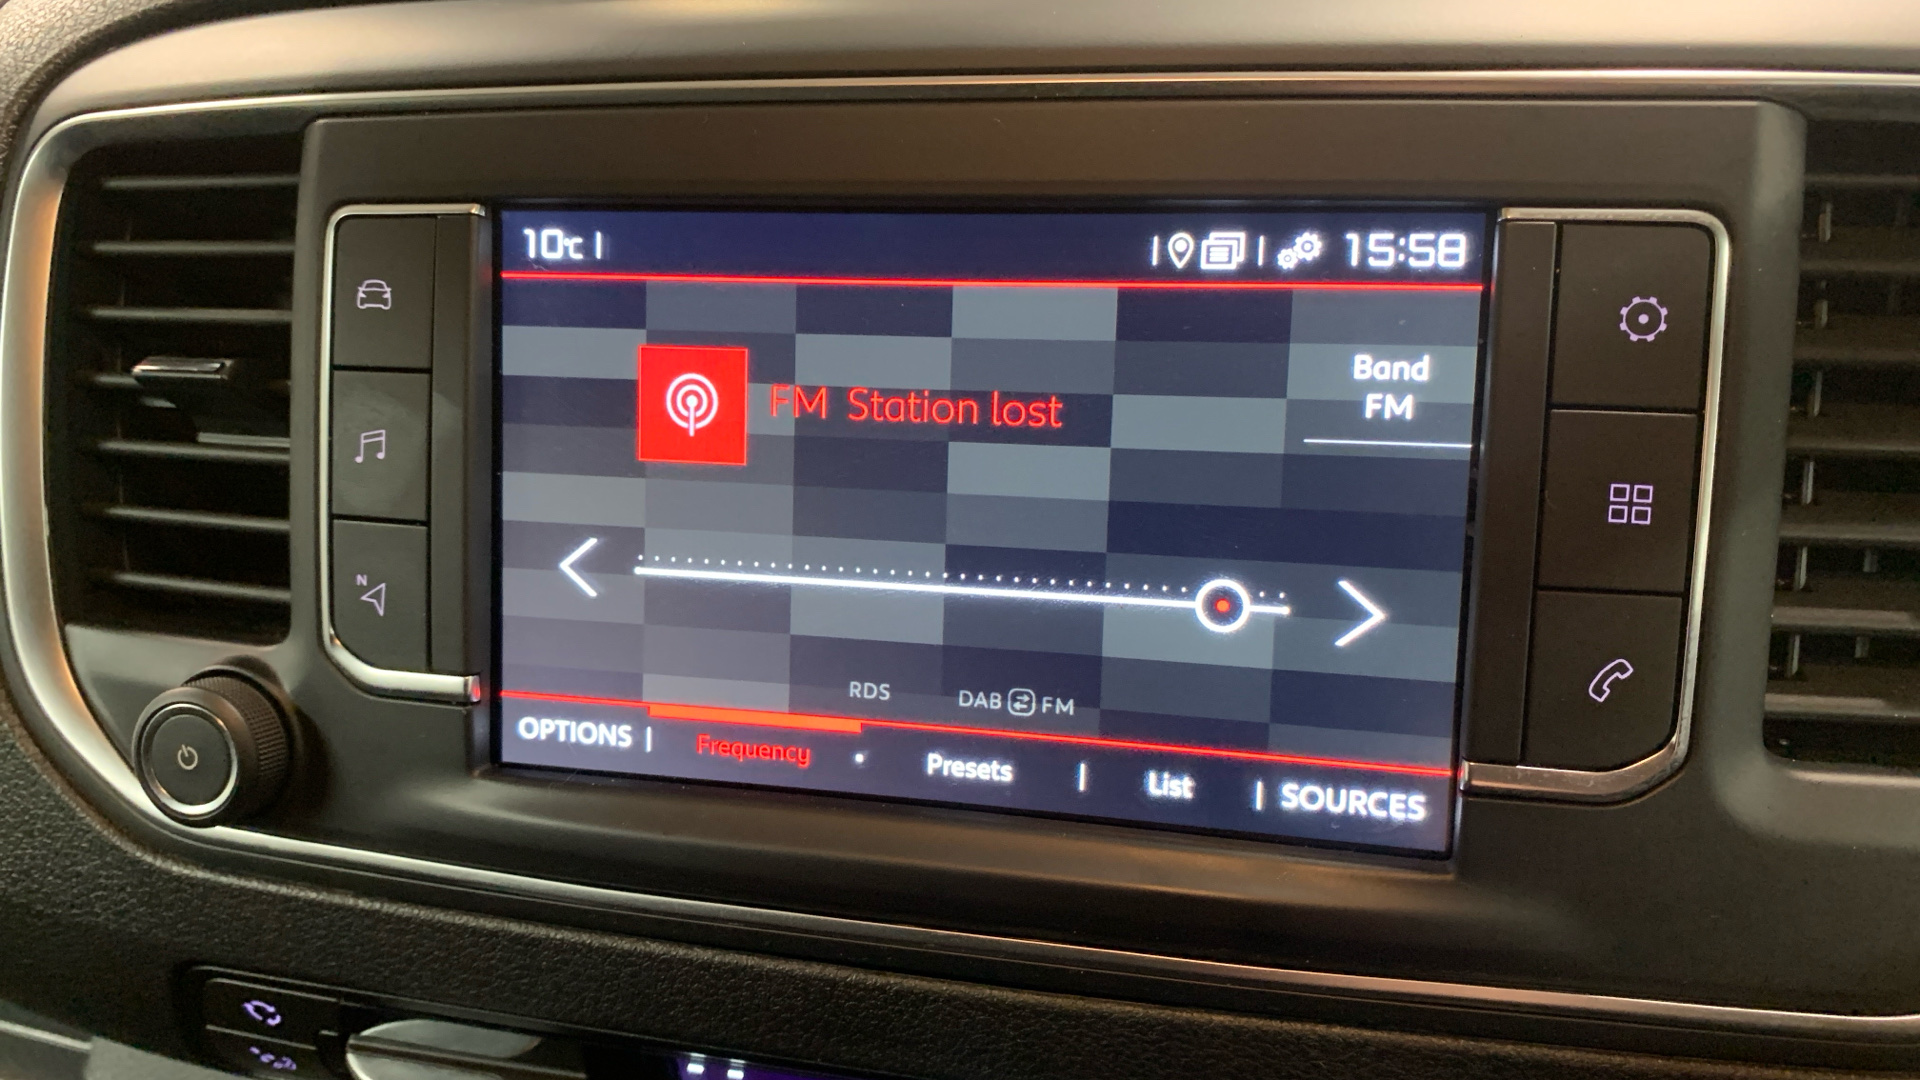 10°C |
15:58
Band
FM
FM Station lost
N
RDS
DAB FM
OPTIONS | Frequency • Presets | List | SOURCES